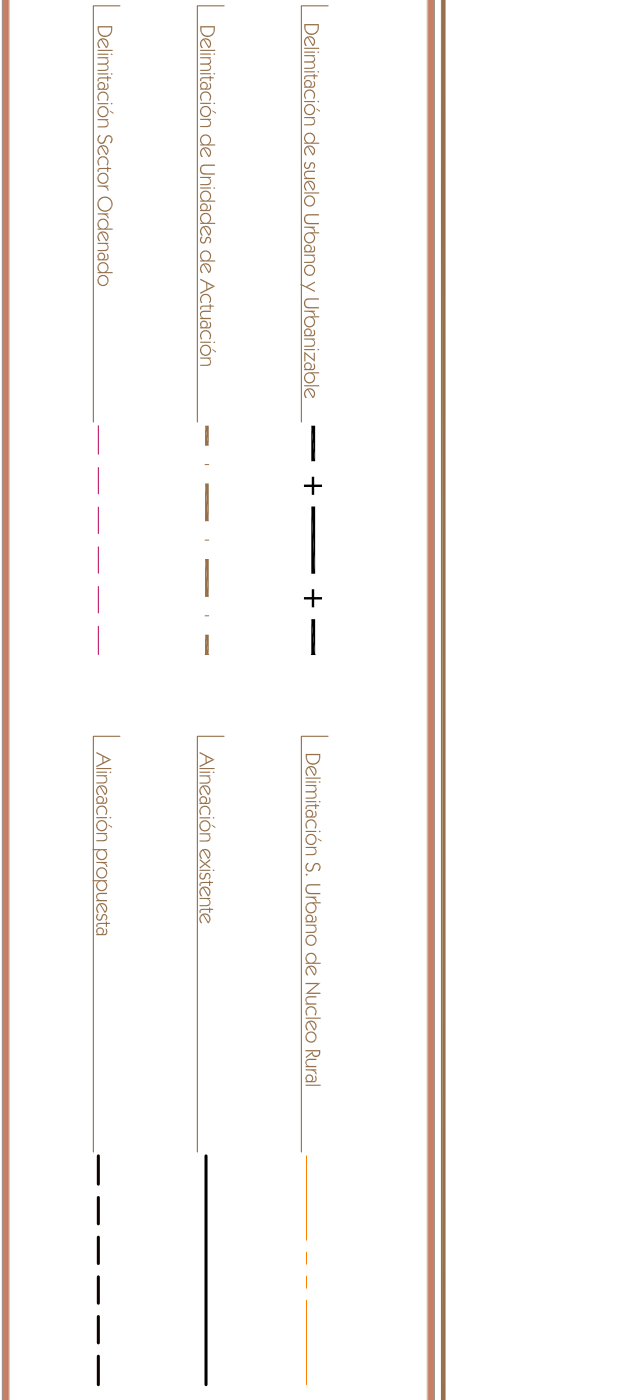 Delimitación de suelo Urbano y Urbanizable
Delimitación de Unidades de Actuación
Delimitación Sector Ordenado
Delimitación S. Urbano de Nucleo Rural
Alineación existente
Alineación propuesta